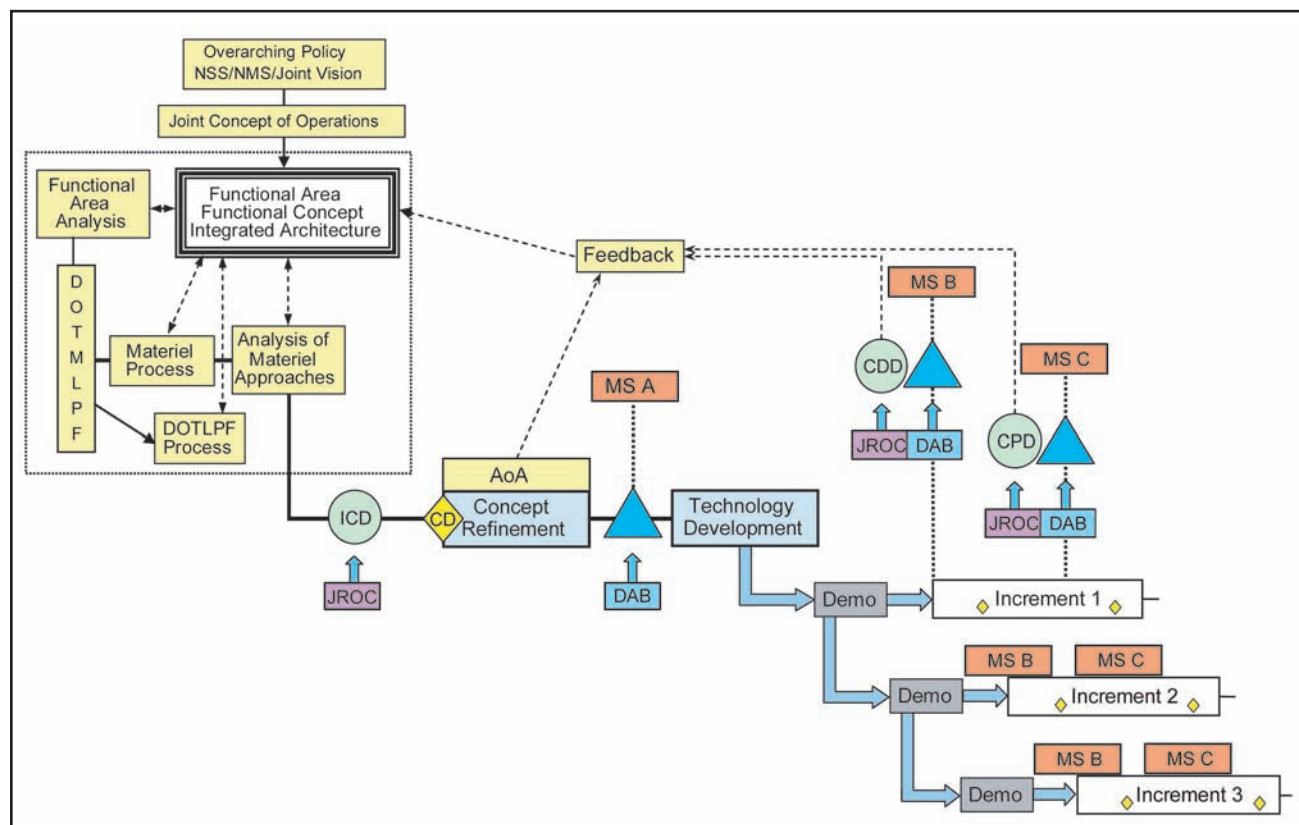 Overarching Policy
NSS/NMS/Joint Vision
Joint Concept of Operations
Functional
Area
Analysis
Functional Area
Functional Concept
Integrated Architecture
Feedback
D
O
T
M
L
P
F
Materiel
Process
Analysis of
Materiel
Approaches
DOTLPF
Process
MS B
CDD
JROC
DAB
MS C
CPD
JROC
DAB
MS A
ICD
JROC
CD
AoA
Concept
Refinement
DAB
Technology
Development
Demo
Increment 1
MS B
MS C
Demo
Increment 2
MS B
MS C
Demo
Increment 3